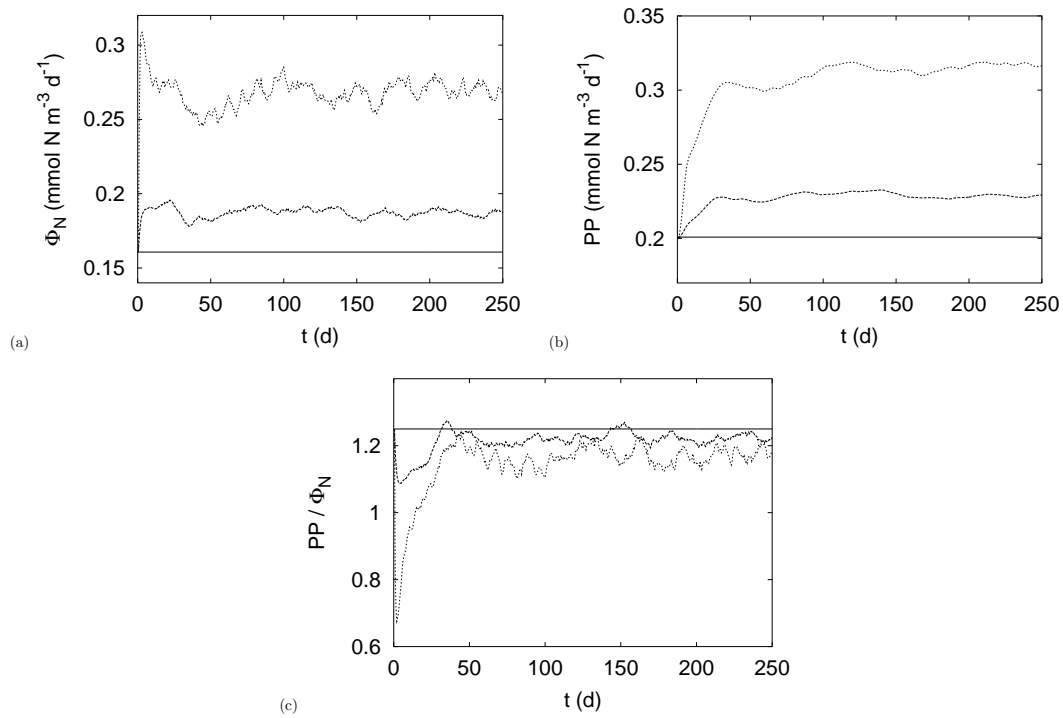 0.3
0.25
0.2
0.15
Φ_N (mmol N m⁻³ d⁻¹)
0 50 100 150 200 250
t (d)
(a)
0.35
0.3
0.25
0.2
PP (mmol N m⁻³ d⁻¹)
0 50 100 150 200 250
t (d)
(b)
1.2
1
0.8
0.6
PP / Φ_N
0 50 100 150 200 250
t (d)
(c)